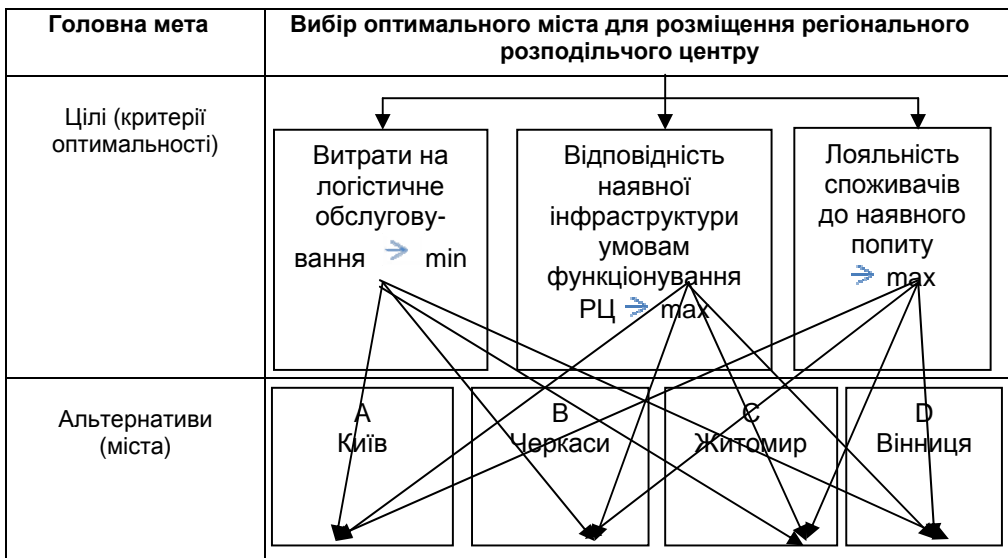 Головна мета
Вибір оптимального міста для розміщення регіонального
розподільчого центру
Цілі (критерії
оптимальності)
Витрати на
логістичне
обслугову-
вання → min
Відповідність
наявної
інфраструктури
умовам
функціонування
РЦ → max
Лояльність
споживачів
до наявного
попиту
→ max
Альтернативи
(міста)
A
Київ
B
Черкаси
C
Житомир
D
Вінниця